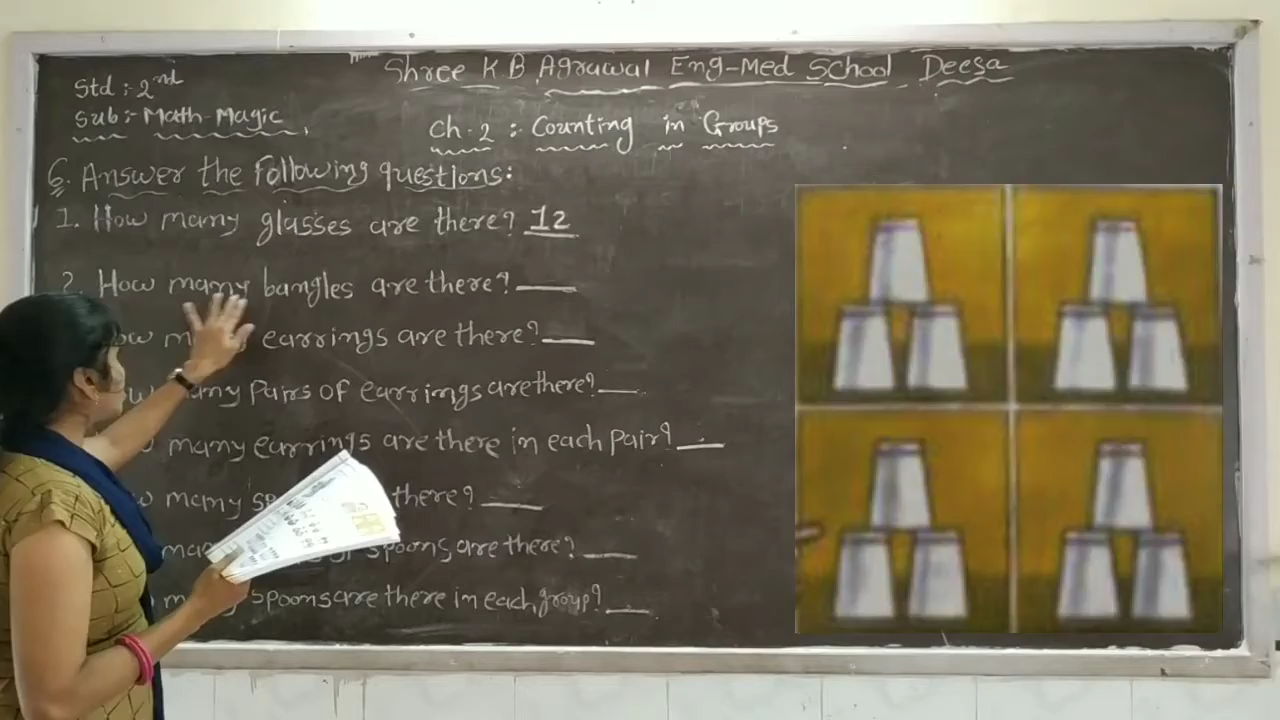 Shree K.B Agrawal Eng-Med School Deesa
Std :- 2nd
Sub:- Math-Magic
Ch-2 : Counting in Groups
6. Answer the following questions:
1. How many glasses are there? 12
2. How many bangles are there?
earrings are there?
many Pairs of earrings are there?
many earrings are there in each pair?
many there?
spoons are there?
spoons are there in each group?